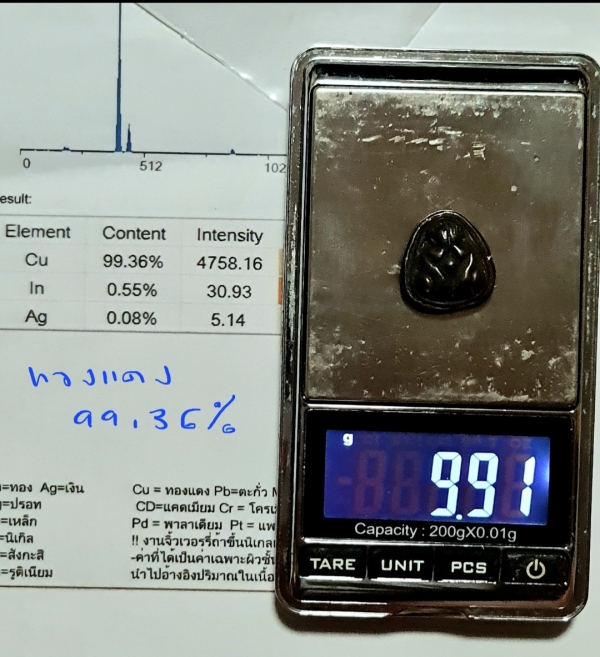 0 512 102
esult:
Element Content Intensity
Cu 99.36% 4758.16
In 0.55% 30.93
Ag 0.08% 5.14
ทองแดง
99.36%
=ทอง Ag=เงิน
=ปรอท
=เหล็ก
=นิเกิล
=สังกะสี
=รูติเนียม
Cu = ทองแดง Pb=ตะกั่ว
CD=แคดเมียม Cr = โคร
Pd = พาลาเดียม Pt = แพ
!! งานจิ้วเวอรรี่ถ้าขึ้นนิเกิล
-ค่าที่ได้เป็นค่าเฉพาะผิวชั้น
นำไปอ้างอิงปริมาณในเนื้อ
g
9.91
Capacity : 200gX0.01g
TARE UNIT PCS